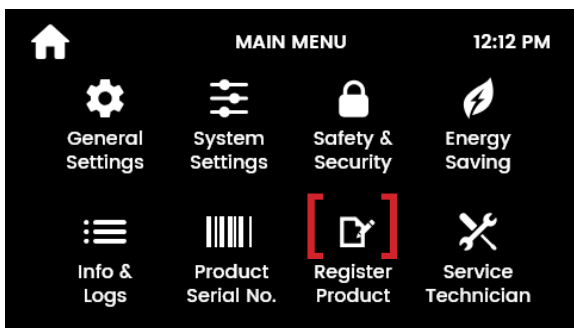 MAIN MENU 12:12 PM
General System Safety & Energy
Settings Settings Security Saving
Info & Product Register Service
Logs Serial No. Product Technician